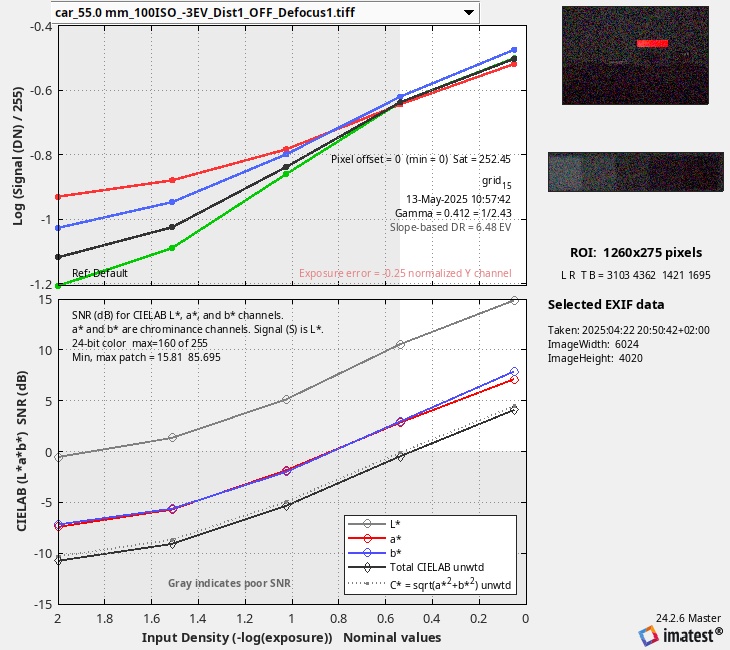 car_55.0 mm_100ISO_-3EV_Dist1_OFF_Defocus1.tiff
-0.4
-0.6
-0.8
-1
-1.2
Log (Signal (DN) / 255)
Pixel offset = 0 (min = 0) Sat = 252.45
grid15
13-May-2025 10:57:42
Gamma = 0.412 = 1/2.43
Slope-based DR = 6.48 EV
Ref: Default
Exposure error = -0.25 normalized Y channel
15
10
5
0
-5
-10
-15
CIELAB (L*a*b*) SNR (dB)
SNR (dB) for CIELAB L*, a*, and b* channels.
a* and b* are chrominance channels. Signal (S) is L*.
24-bit color max=160 of 255
Min, max patch = 15.81 85.695
L*
a*
b*
Total CIELAB unwtd
C* = sqrt(a*2+b*2) unwtd
Gray indicates poor SNR
2 1.8 1.6 1.4 1.2 1 0.8 0.6 0.4 0.2 0
Input Density (-log(exposure)) Nominal values
ROI: 1260x275 pixels
L R T B = 3103 4362 1421 1695
Selected EXIF data
Taken: 2025:04:22 20:50:42+02:00
ImageWidth: 6024
ImageHeight: 4020
24.2.6 Master
imatest®